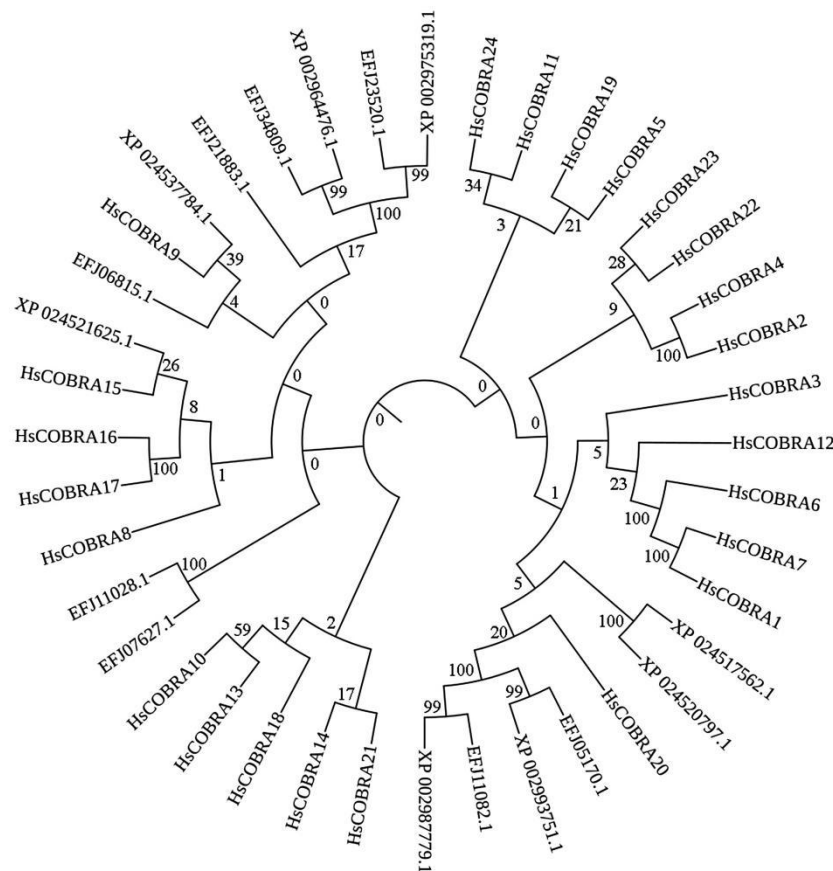 XP 002975319.1
HsCOBRA24
HsCOBRA11
HsCOBRA19
HsCOBRA5
HsCOBRA23
HsCOBRA22
HsCOBRA4
HsCOBRA2
HsCOBRA3
HsCOBRA12
HsCOBRA6
HsCOBRA7
HsCOBRA1
XP 024517562.1
XP 024520797.1
HsCOBRA20
EFJ05170.1
XP 002993751.1
EFJ11082.1
XP 002987779.1
HsCOBRA21
HsCOBRA14
HsCOBRA18
HsCOBRA13
HsCOBRA10
EFJ07627.1
EFJ11028.1
HsCOBRA8
HsCOBRA17
HsCOBRA16
HsCOBRA15
XP 024521625.1
EFJ06815.1
HsCOBRA9
XP 024537784.1
EFJ21883.1
EFJ34809.1
XP 002964476.1
EFJ23520.1
99
99
100
17
0
39
4
0
26
8
100
1
0
100
0
34
3
21
28
9
100
0
0
5
23
100
100
1
5
100
20
100
99
99
2
15
59
17